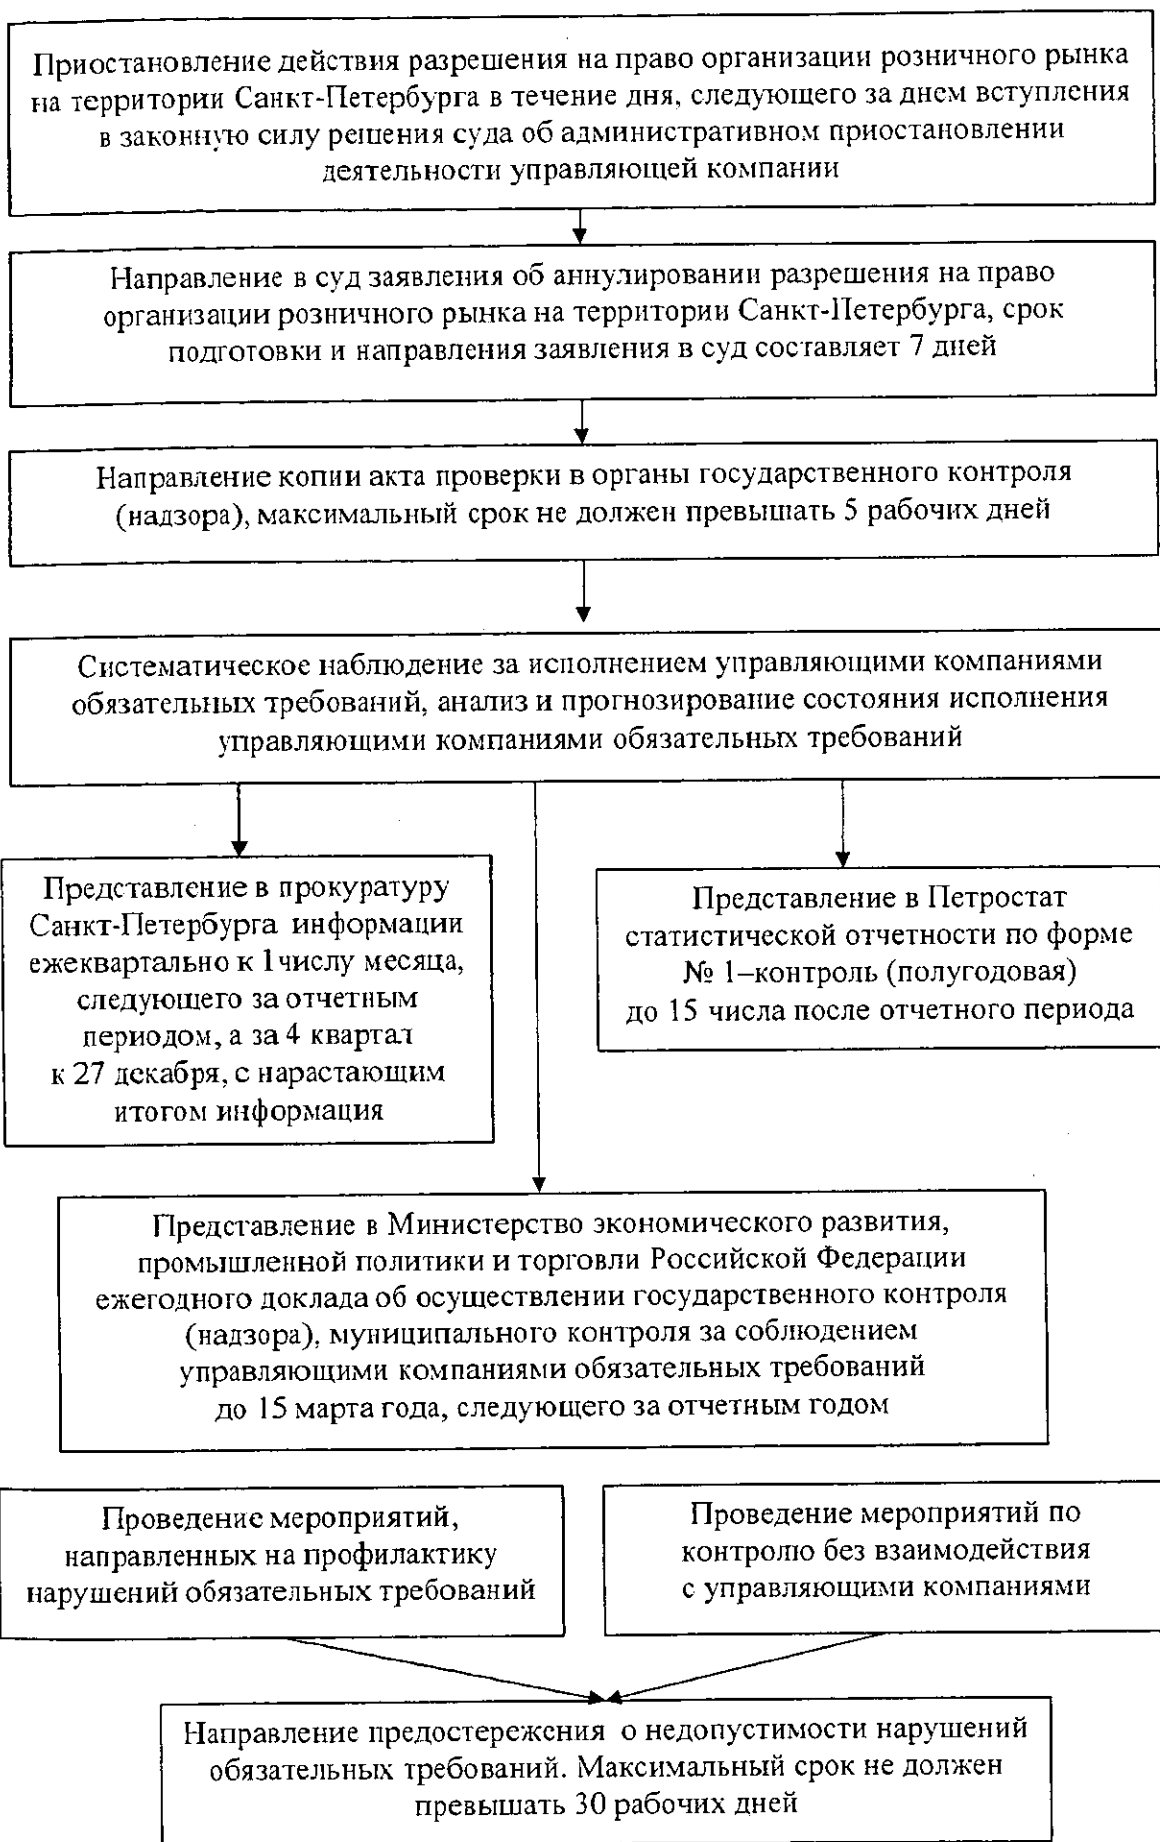 Приостановление действия разрешения на право организации розничного рынка
на территории Санкт-Петербурга в течение дня, следующего за днем вступления
в законную силу решения суда об административном приостановлении
деятельности управляющей компании
Направление в суд заявления об аннулировании разрешения на право
организации розничного рынка на территории Санкт-Петербурга, срок
подготовки и направления заявления в суд составляет 7 дней
Направление копии акта проверки в органы государственного контроля
(надзора), максимальный срок не должен превышать 5 рабочих дней
Систематическое наблюдение за исполнением управляющими компаниями
обязательных требований, анализ и прогнозирование состояния исполнения
управляющими компаниями обязательных требований
Представление в прокуратуру
Санкт-Петербурга информации
ежеквартально к 1числу месяца,
следующего за отчетным
периодом, а за 4 квартал
к 27 декабря, с нарастающим
итогом информация
Представление в Петростат
статистической отчетности по форме
№ 1–контроль (полугодовая)
до 15 числа после отчетного периода
Представление в Министерство экономического развития,
промышленной политики и торговли Российской Федерации
ежегодного доклада об осуществлении государственного контроля
(надзора), муниципального контроля за соблюдением
управляющими компаниями обязательных требований
до 15 марта года, следующего за отчетным годом
Проведение мероприятий,
направленных на профилактику
нарушений обязательных требований
Проведение мероприятий по
контролю без взаимодействия
с управляющими компаниями
Направление предостережения о недопустимости нарушений
обязательных требований. Максимальный срок не должен
превышать 30 рабочих дней